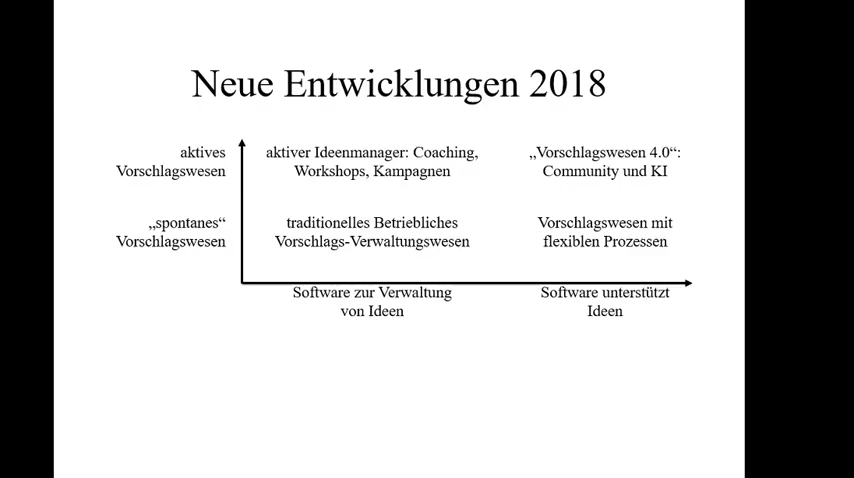 Neue Entwicklungen 2018
aktives
Vorschlagswesen
aktiver Ideenmanager: Coaching,
Workshops, Kampagnen
„Vorschlagswesen 4.0“:
Community und KI
„spontanes“
Vorschlagswesen
traditionelles Betriebliches
Vorschlags-Verwaltungswesen
Vorschlagswesen mit
flexiblen Prozessen
Software zur Verwaltung
von Ideen
Software unterstützt
Ideen